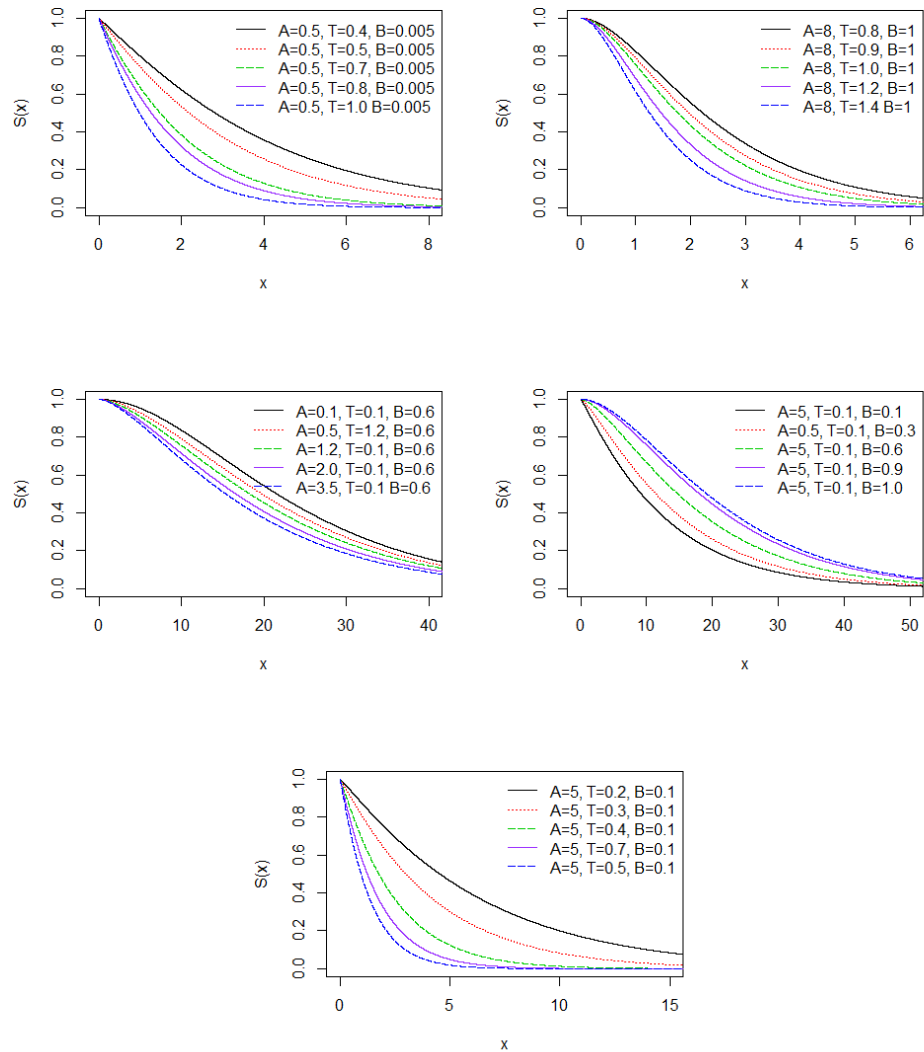 A=0.5, T=0.4, B=0.005
A=0.5, T=0.5, B=0.005
A=0.5, T=0.7, B=0.005
A=0.5, T=0.8, B=0.005
A=0.5, T=1.0 B=0.005
S(x)
0.0 0.2 0.4 0.6 0.8 1.0
0 2 4 6 8
x
A=8, T=0.8, B=1
A=8, T=0.9, B=1
A=8, T=1.0, B=1
A=8, T=1.2, B=1
A=8, T=1.4 B=1
S(x)
0.0 0.2 0.4 0.6 0.8 1.0
0 1 2 3 4 5 6
x
A=0.1, T=0.1, B=0.6
A=0.5, T=1.2, B=0.6
A=1.2, T=0.1, B=0.6
A=2.0, T=0.1, B=0.6
A=3.5, T=0.1 B=0.6
S(x)
0.0 0.2 0.4 0.6 0.8 1.0
0 10 20 30 40
x
A=5, T=0.1, B=0.1
A=0.5, T=0.1, B=0.3
A=5, T=0.1, B=0.6
A=5, T=0.1, B=0.9
A=5, T=0.1, B=1.0
S(x)
0.0 0.2 0.4 0.6 0.8 1.0
0 10 20 30 40 50
x
A=5, T=0.2, B=0.1
A=5, T=0.3, B=0.1
A=5, T=0.4, B=0.1
A=5, T=0.7, B=0.1
A=5, T=0.5, B=0.1
S(x)
0.0 0.2 0.4 0.6 0.8 1.0
0 5 10 15
x